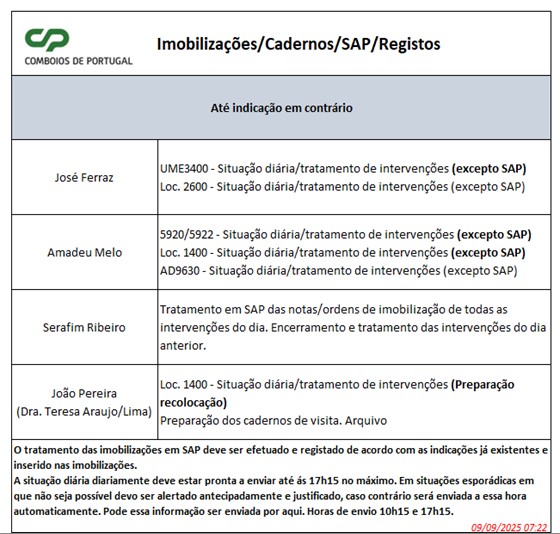 CP
COMBOIOS DE PORTUGAL
Imobilizações/Cadernos/SAP/Registos
Até indicação em contrário
José Ferraz
UME3400 - Situação diária/tratamento de intervenções (excepto SAP)
Loc. 2600 - Situação diária/tratamento de intervenções (excepto SAP)
Amadeu Melo
5920/5922 - Situação diária/tratamento de intervenções (excepto SAP)
Loc. 1400 - Situação diária/tratamento de intervenções (excepto SAP)
AD9630 - Situação diária/tratamento de intervenções (excepto SAP)
Serafim Ribeiro
Tratamento em SAP das notas/ordens de imobilização de todas as
intervenções do dia. Encerramento e tratamento das intervenções do dia
anterior.
João Pereira
(Dra. Teresa Araujo/Lima)
Loc. 1400 - Situação diária/tratamento de intervenções (Preparação
recolocação)
Preparação dos cadernos de visita. Arquivo
O tratamento das imobilizações em SAP deve ser efetuado e registado de acordo com as indicações já existentes e
inserido nas imobilizações.
A situação diária diariamente deve estar pronta a enviar até ás 17h15 no máximo. Em situações esporádicas em
que não seja possível devo ser alertado antecipadamente e justificado, caso contrário será enviada a essa hora
automaticamente. Pode essa informação ser enviada por aqui. Horas de envio 10h15 e 17h15.
09/09/2025 07:22